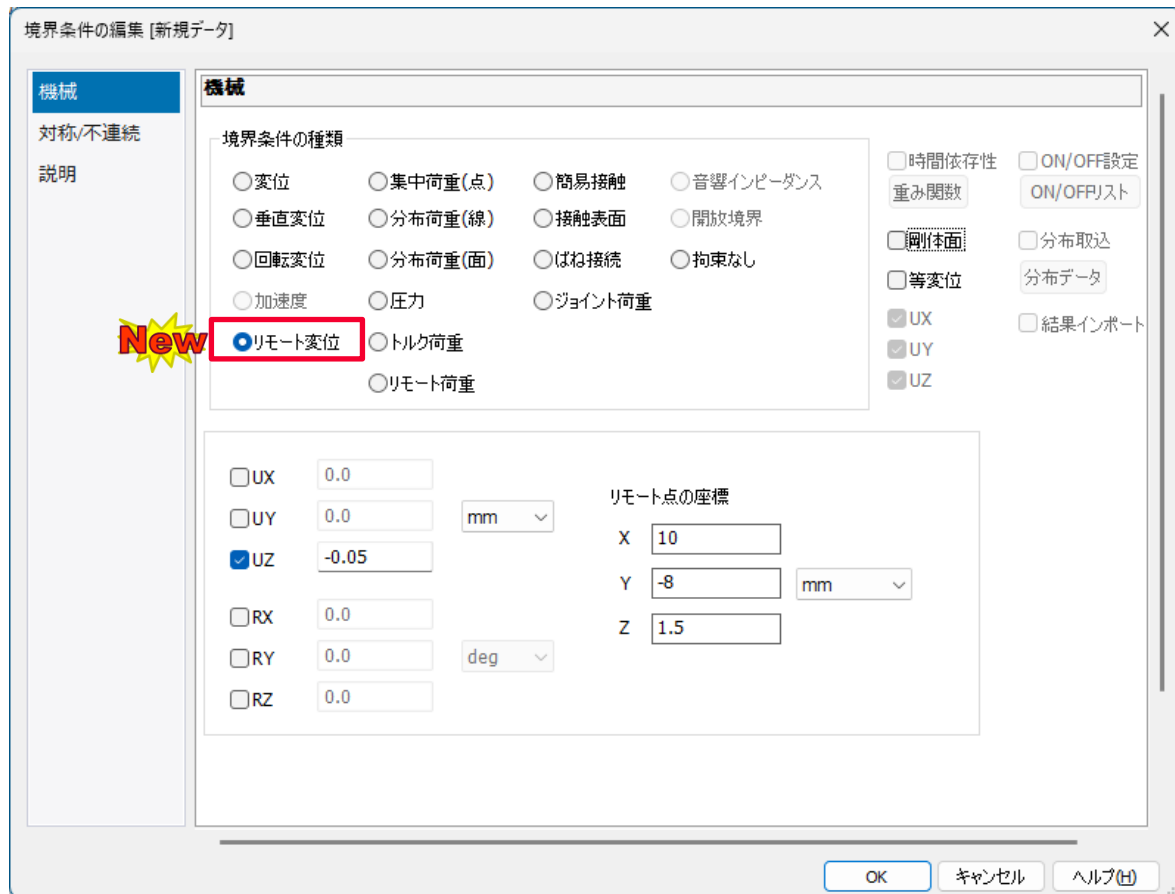 境界条件の編集 [新規データ]
機械
対称/不連続
説明
機械
境界条件の種類
変位
集中荷重(点)
簡易接触
音響インピーダンス
垂直変位
分布荷重(線)
接触表面
開放境界
回転変位
分布荷重(面)
ばね接続
拘束なし
加速度
圧力
ジョイント荷重
New
リモート変位
トルク荷重
リモート荷重
時間依存性
ON/OFF設定
重み関数
ON/OFFリスト
剛体面
分布取込
等変位
分布データ
UX
結果インポート
UY
UZ
UX 0.0
UY 0.0 mm
UZ -0.05
RX 0.0
RY 0.0 deg
RZ 0.0
リモート点の座標
X 10
Y -8 mm
Z 1.5
OK
キャンセル
ヘルプ(H)